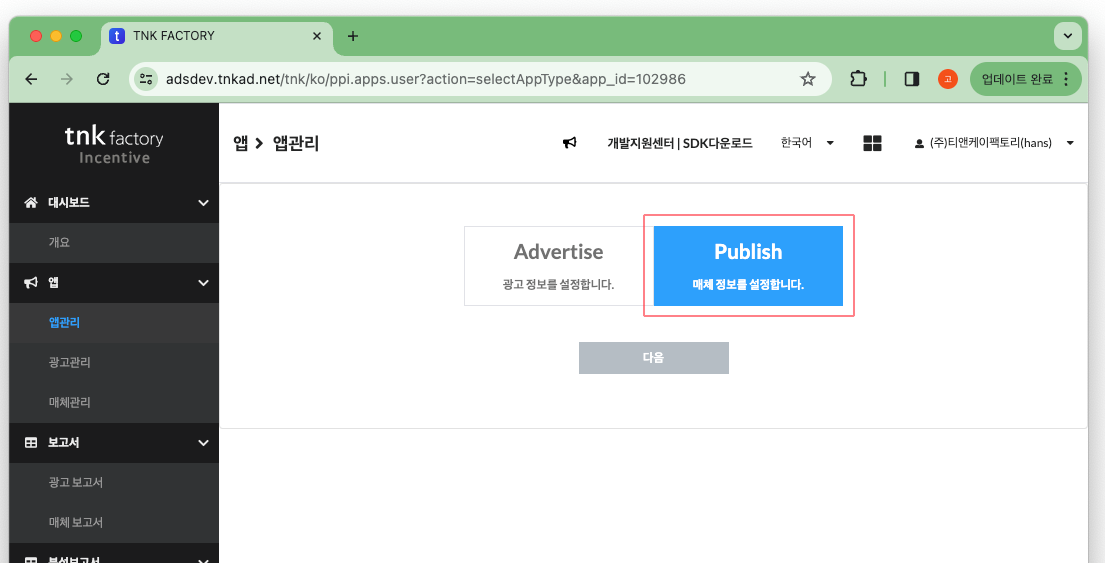 TNK FACTORY
adsdev.tnkad.net/tnk/ko/ppi.apps.user?action=selectAppType&app_id=102986
고
업데이트 완료
tnk factory
Incentive
앱 > 앱관리
개발지원센터 | SDK다운로드
한국어
(주)티앤케이팩토리(hans)
대시보드
개요
앱
앱관리
광고관리
매체관리
보고서
광고 보고서
매체 보고서
분석보고서
Advertise
광고 정보를 설정합니다.
Publish
매체 정보를 설정합니다.
다음